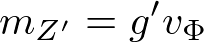 $m_{Z'} = g' v_{\Phi}$